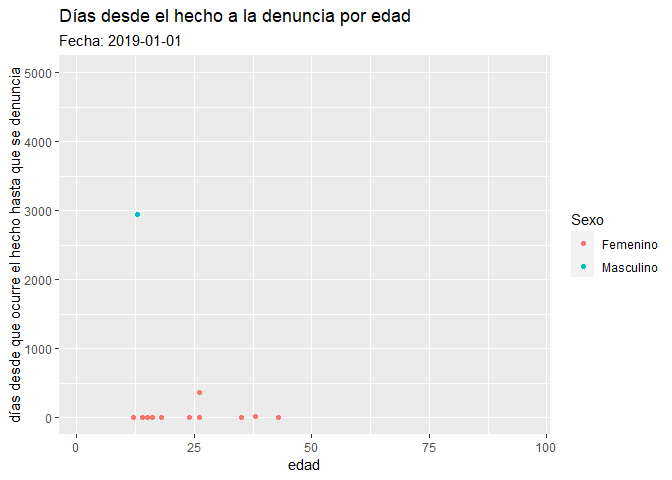 Días desde el hecho a la denuncia por edad
Fecha: 2019-01-01
días desde que ocurre el hecho hasta que se denuncia
5000
4000
3000
2000
1000
0
0 25 50 75 100
edad
Sexo
Femenino
Masculino